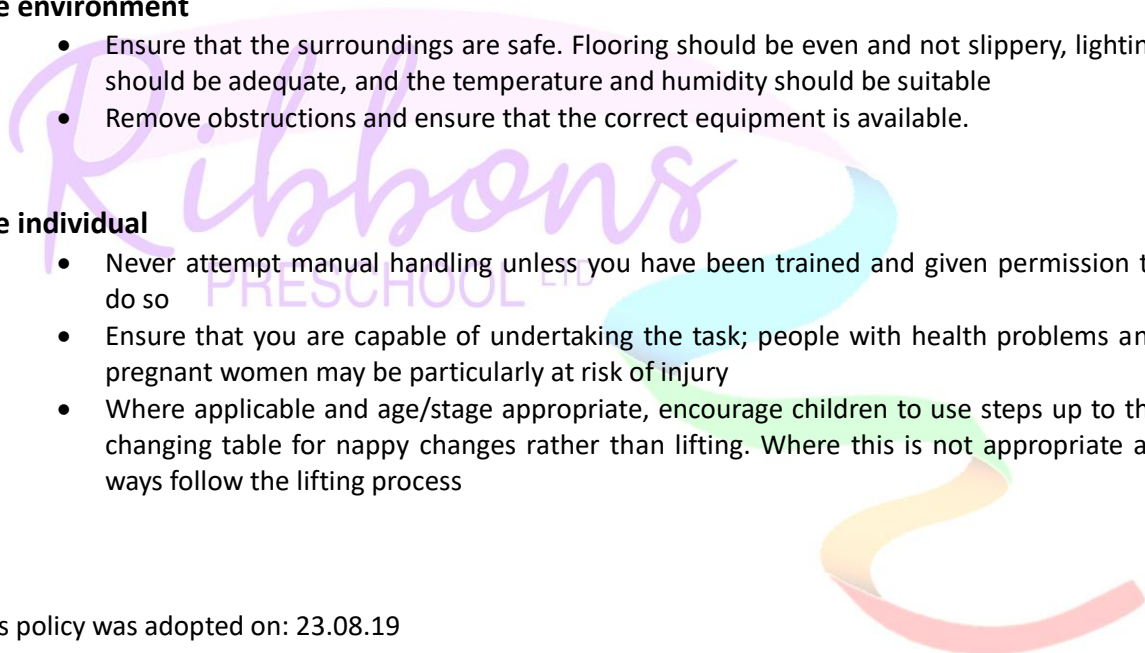 e environment
• Ensure that the surroundings are safe. Flooring should be even and not slippery, lightin
should be adequate, and the temperature and humidity should be suitable
• Remove obstructions and ensure that the correct equipment is available.
Ribbons
PRESCHOOL LTD
e individual
• Never attempt manual handling unless you have been trained and given permission t
do so
• Ensure that you are capable of undertaking the task; people with health problems an
pregnant women may be particularly at risk of injury
• Where applicable and age/stage appropriate, encourage children to use steps up to th
changing table for nappy changes rather than lifting. Where this is not appropriate a
ways follow the lifting process
s policy was adopted on: 23.08.19